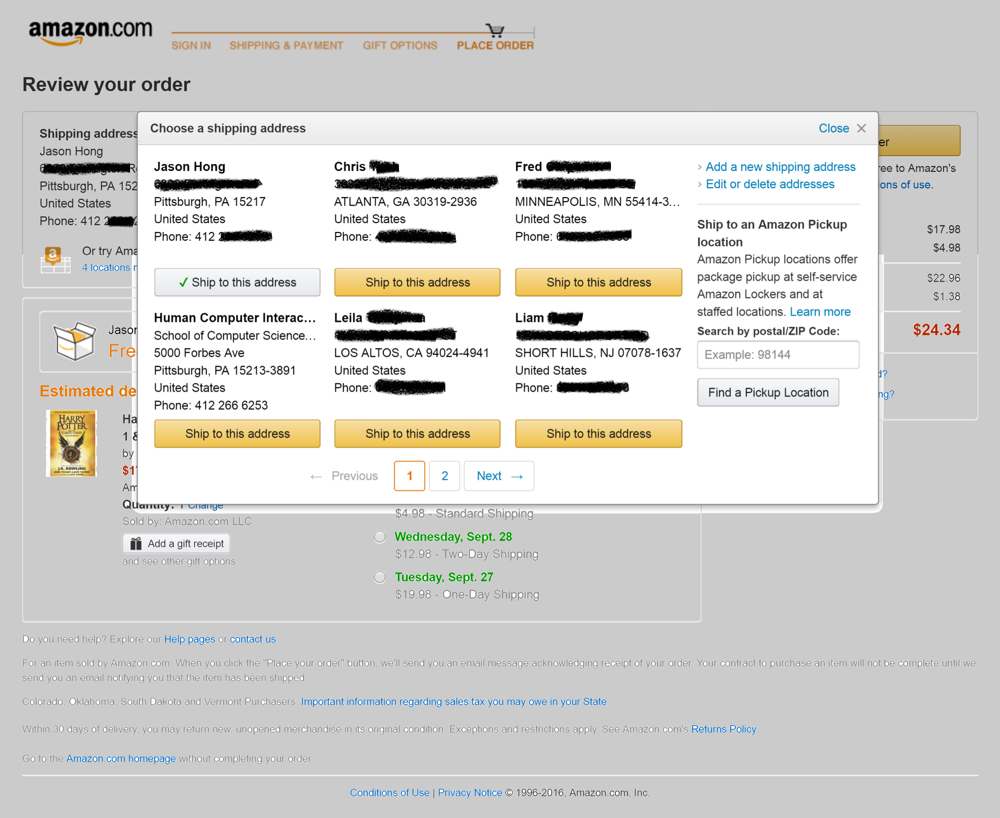 amazon.com
SIGN IN SHIPPING & PAYMENT GIFT OPTIONS PLACE ORDER
Review your order
Shipping address
Jason Hong
Pittsburgh, PA 152
United States
Phone: 412
Or try Ama
4 locations
Jason
Fre
Estimated de
HARRY POTTER
J.K. ROWLING
Ha
1 &
by
$1
Am
Quantity: 1 Change
Sold by: Amazon.com LLC
Add a gift receipt
and see other gift options
Choose a shipping address
Close
Jason Hong
Pittsburgh, PA 15217
United States
Phone: 412
✓ Ship to this address
Chris
ATLANTA, GA 30319-2936
United States
Phone:
Ship to this address
Fred
MINNEAPOLIS, MN 55414-3...
United States
Phone:
Ship to this address
Human Computer Interac...
School of Computer Science...
5000 Forbes Ave
Pittsburgh, PA 15213-3891
United States
Phone: 412 266 6253
Ship to this address
Leila
LOS ALTOS, CA 94024-4941
United States
Phone:
Ship to this address
Liam
SHORT HILLS, NJ 07078-1637
United States
Phone:
Ship to this address
← Previous 1 2 Next →
› Add a new shipping address
› Edit or delete addresses
Ship to an Amazon Pickup
location
Amazon Pickup locations offer
package pickup at self-service
Amazon Lockers and at
staffed locations. Learn more
Search by postal/ZIP Code:
Example: 98144
Find a Pickup Location
er
ree to Amazon's
ions of use.
$17.98
$4.98
$22.96
$1.38
$24.34
d?
ng?
$4.98 - Standard Shipping
Wednesday, Sept. 28
$12.98 - Two-Day Shipping
Tuesday, Sept. 27
$19.98 - One-Day Shipping
Do you need help? Explore our Help pages or contact us
For an item sold by Amazon.com: When you click the "Place your order" button, we'll send you an email message acknowledging receipt of your order. Your contract to purchase an item will not be complete until we
send you an email notifying you that the item has been shipped.
Colorado, Oklahoma, South Dakota and Vermont Purchasers: Important information regarding sales tax you may owe in your State
Within 30 days of delivery, you may return new, unopened merchandise in its original condition. Exceptions and restrictions apply. See Amazon.com's Returns Policy
Go to the Amazon.com homepage without completing your order.
Conditions of Use | Privacy Notice © 1996-2016, Amazon.com, Inc.